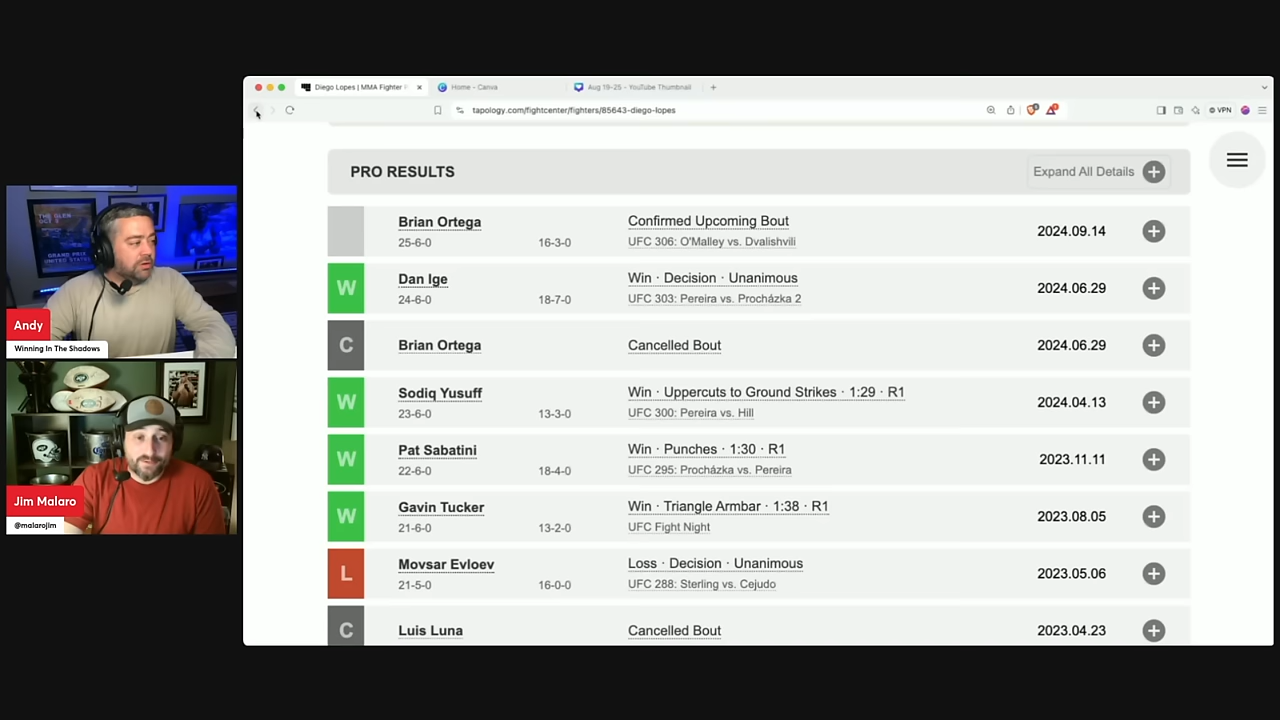 Diego Lopes | MMA Fighter
Home - Canva
Aug 19-25 - YouTube Thumbnail
tapology.com/fightcenter/fighters/85643-diego-lopes
VPN
PRO RESULTS
Expand All Details
Brian Ortega
Confirmed Upcoming Bout
2024.09.14
25-6-0
16-3-0
UFC 306: O'Malley vs. Dvalishvili
W
Dan Ige
Win · Decision · Unanimous
2024.06.29
24-6-0
18-7-0
UFC 303: Pereira vs. Procházka 2
C
Brian Ortega
Cancelled Bout
2024.06.29
W
Sodiq Yusuff
Win · Uppercuts to Ground Strikes · 1:29 · R1
2024.04.13
23-6-0
13-3-0
UFC 300: Pereira vs. Hill
W
Pat Sabatini
Win · Punches · 1:30 · R1
2023.11.11
22-6-0
18-4-0
UFC 295: Procházka vs. Pereira
W
Gavin Tucker
Win · Triangle Armbar · 1:38 · R1
2023.08.05
21-6-0
13-2-0
UFC Fight Night
L
Movsar Evloev
Loss · Decision · Unanimous
2023.05.06
21-5-0
16-0-0
UFC 288: Sterling vs. Cejudo
C
Luis Luna
Cancelled Bout
2023.04.23
THE GLEN
GRAND PRIX
UNITED STATES
Andy
Winning In The Shadows
Jim Malaro
@malarojim